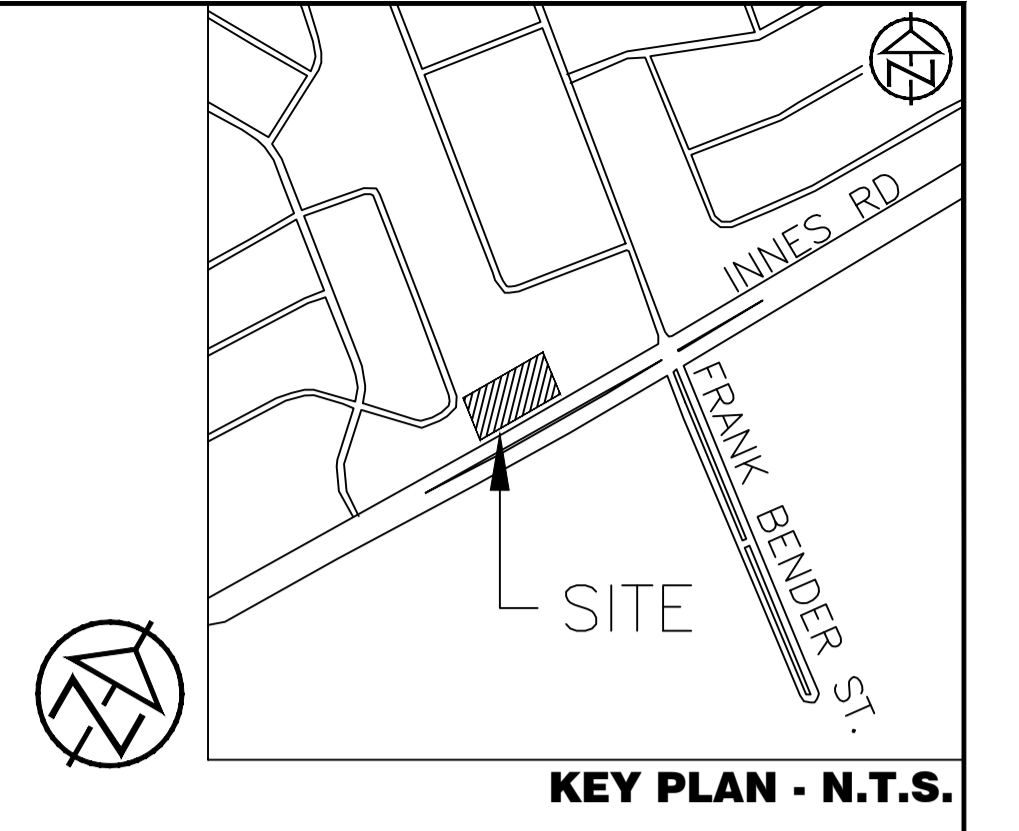 N
INNES RD
FRANK BENDER ST.
SITE
N
KEY PLAN - N.T.S.